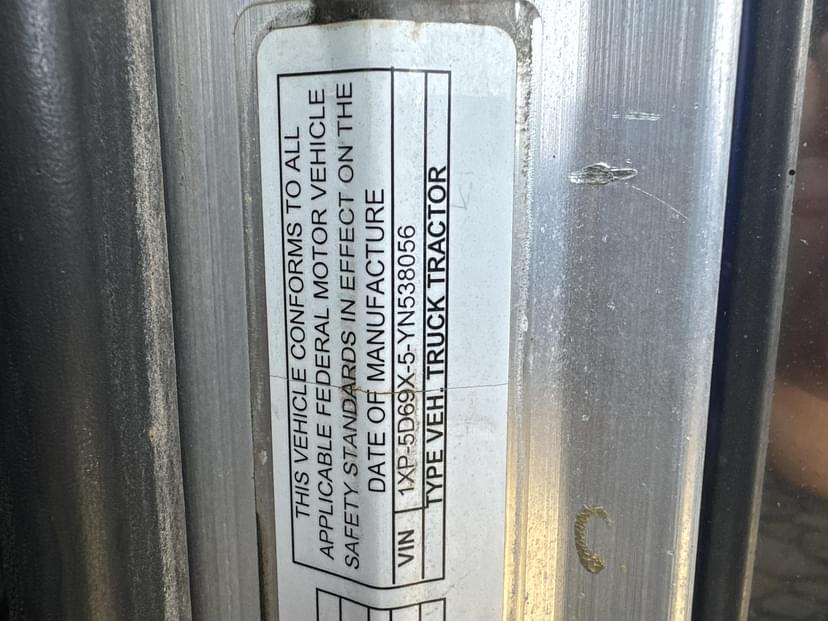 THIS VEHICLE CONFORMS TO ALL
APPLICABLE FEDERAL MOTOR VEHICLE
SAFETY STANDARDS IN EFFECT ON THE
DATE OF MANUFACTURE
VIN 1XP-5D69X-5-YN538056
TYPE VEH. TRUCK TRACTOR